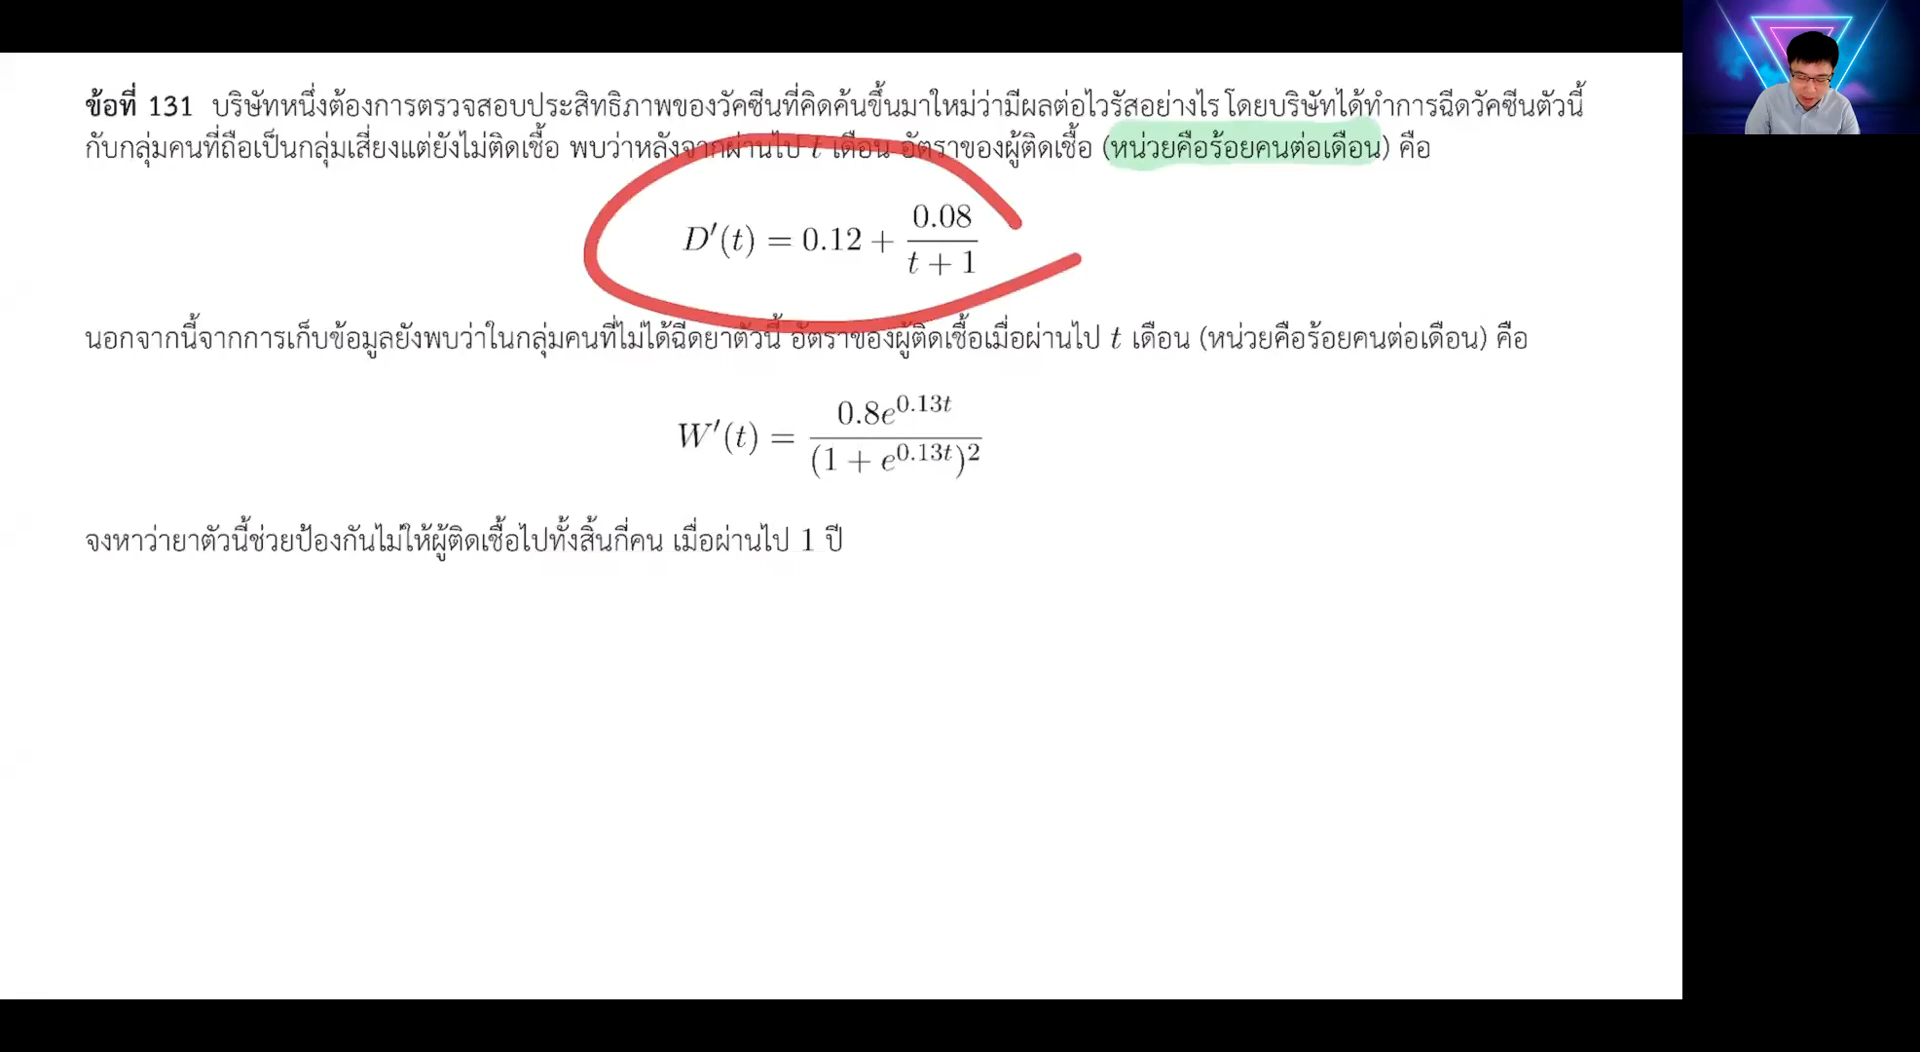 ข้อที่ 131 บริษัทหนึ่งต้องการตรวจสอบประสิทธิภาพของวัคซีนที่คิดค้นขึ้นมาใหม่ว่ามีผลต่อไวรัสอย่างไร โดยบริษัทได้ทำการฉีดวัคซีนตัวนี้
กับกลุ่มคนที่ถือเป็นกลุ่มเสี่ยงแต่ยังไม่ติดเชื้อ พบว่าหลังจากผ่านไป t เดือน อัตราของผู้ติดเชื้อ (หน่วยคือร้อยคนต่อเดือน) คือ
D'(t) = 0.12 + \frac{0.08}{t + 1}
นอกจากนี้จากการเก็บข้อมูลยังพบว่าในกลุ่มคนที่ไม่ได้ฉีดยาตัวนี้ อัตราของผู้ติดเชื้อเมื่อผ่านไป t เดือน (หน่วยคือร้อยคนต่อเดือน) คือ
W'(t) = \frac{0.8e^{0.13t}}{(1 + e^{0.13t})^2}
จงหาว่ายาตัวนี้ช่วยป้องกันไม่ให้ผู้ติดเชื้อไปทั้งสิ้นกี่คน เมื่อผ่านไป 1 ปี